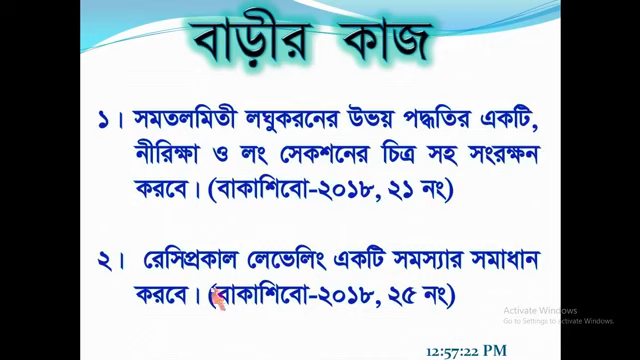 বাড়ীর কাজ
১। সমতলমিতী লঘুকরনের উভয় পদ্ধতির একটি,
নীরিক্ষা ও লং সেকশনের চিত্র সহ সংরক্ষন
করবে। (বাকাশিবো-২০১৮, ২১ নং)
২। রেসিপ্রকাল লেভেলিং একটি সমস্যার সমাধান
করবে। (বাকাশিবো-২০১৮, ২৫ নং)
Activate Windows
Go to Settings to activate Windows.
12:57:22 PM